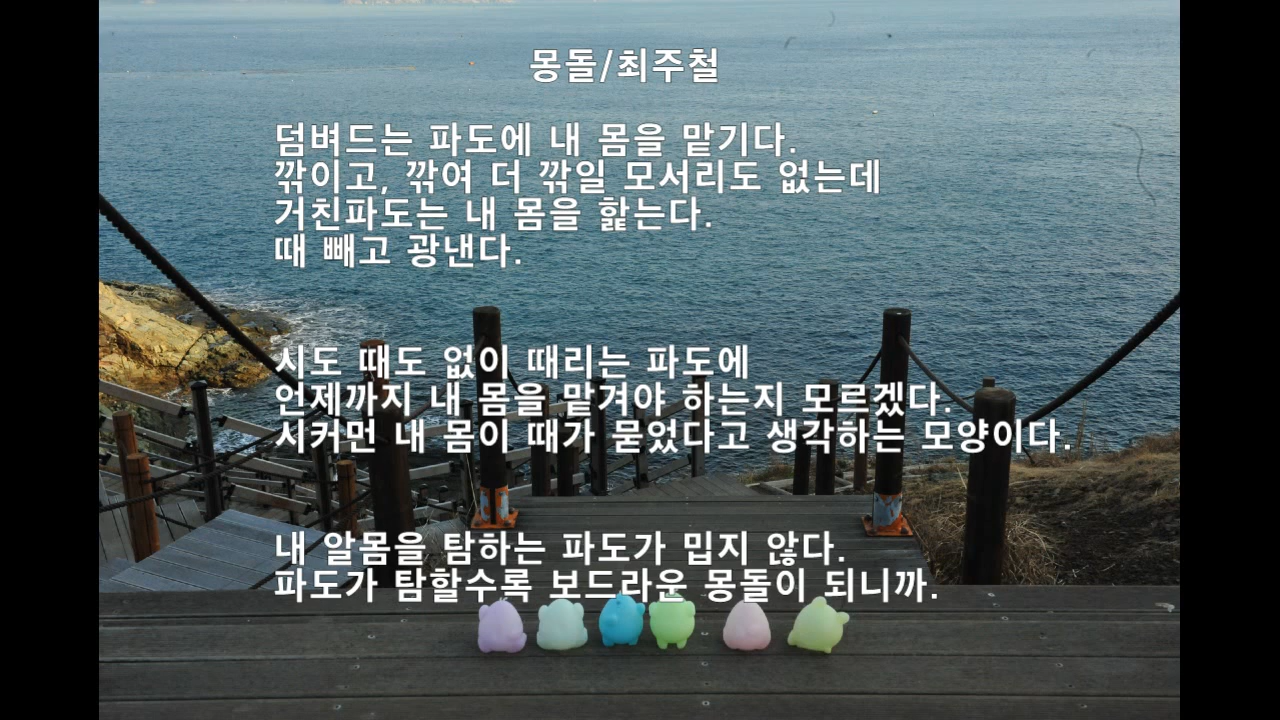 몽돌/최주철
덤벼드는 파도에 내 몸을 맡기다.
깎이고, 깎여 더 깎일 모서리도 없는데
거친파도는 내 몸을 핥는다.
때 빼고 광낸다.
시도 때도 없이 때리는 파도에
언제까지 내 몸을 맡겨야 하는지 모르겠다.
시커먼 내 몸이 때가 묻었다고 생각하는 모양이다.
내 알몸을 탐하는 파도가 밉지 않다.
파도가 탐할수록 보드라운 몽돌이 되니까.